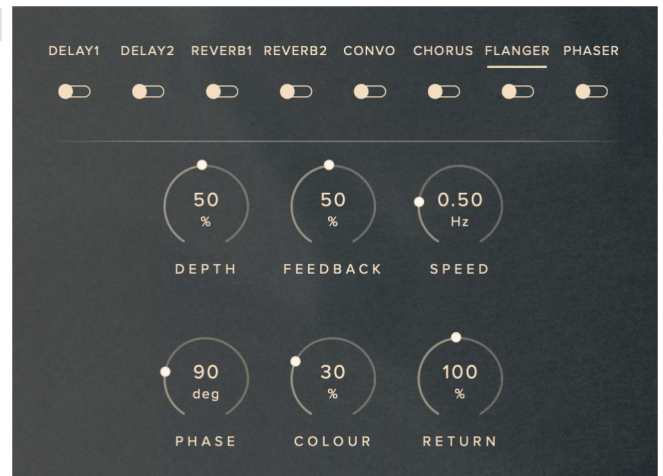 DELAY1 DELAY2 REVERB1 REVERB2 CONVO CHORUS FLANGER PHASER
50 50 0.50
% % Hz
DEPTH FEEDBACK SPEED
90 30 100
deg % %
PHASE COLOUR RETURN